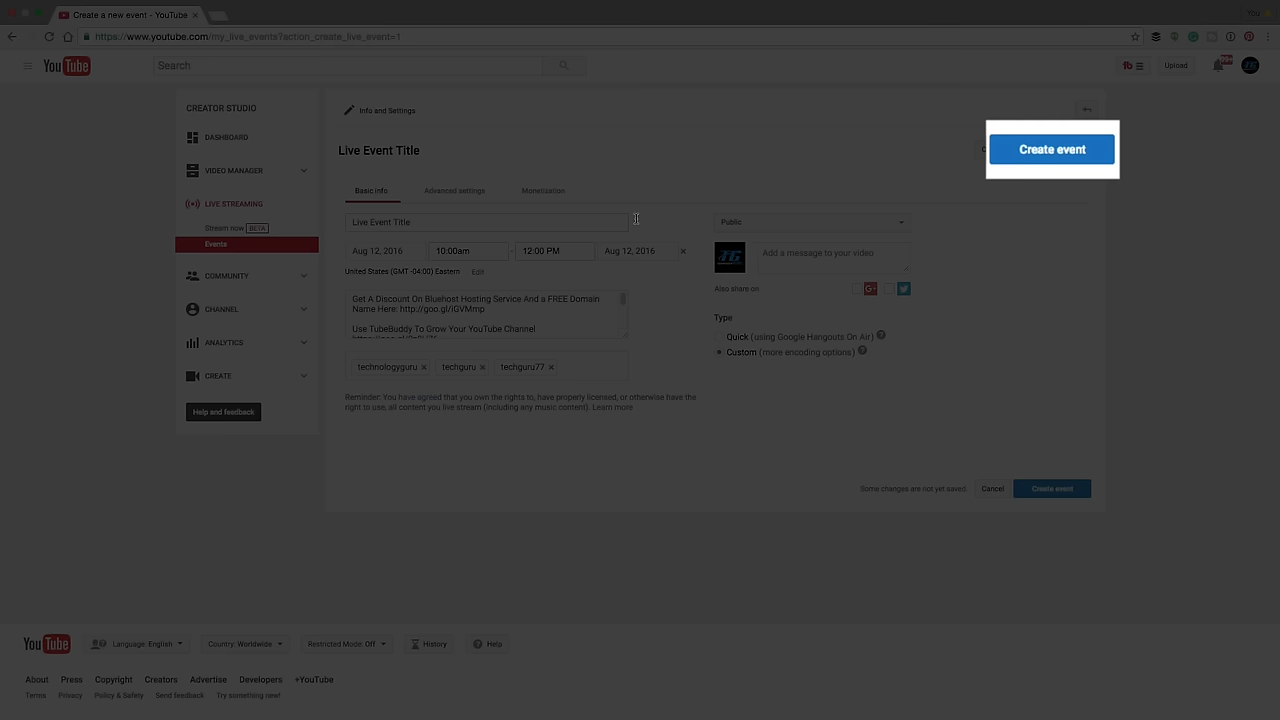 Create a new event - YouTube
You
https://www.youtube.com/my_live_events?action_create_live_event=1
YouTube
Search
Upload
CREATOR STUDIO
DASHBOARD
VIDEO MANAGER
LIVE STREAMING
Stream now BETA
Events
COMMUNITY
CHANNEL
ANALYTICS
CREATE
Help and feedback
Info and Settings
Live Event Title
Create event
Basic info
Advanced settings
Monetisation
Live Event Title
Public
Aug 12, 2016
10:00am
-
12:00 PM
Aug 12, 2016
Add a message to your video
United States (GMT -04:00) Eastern
Edit
Also share on
G+
Get A Discount On Bluehost Hosting Service And a FREE Domain
Name Here: http://goo.gl/iGVMmp
Use TubeBuddy To Grow Your YouTube Channel
Type
Quick (using Google Hangouts On Air)
Custom (more encoding options)
technologyguru
techguru
techguru77
Reminder: You have agreed that you own the rights to, have properly licensed, or otherwise have the
right to use, all content you live stream (including any music content). Learn more
Some changes are not yet saved.
Cancel
Create event
YouTube
Language: English
Country: Worldwide
Restricted Mode: Off
History
Help
About
Press
Copyright
Creators
Advertise
Developers
+YouTube
Terms
Privacy
Policy & Safety
Send feedback
Try something new!